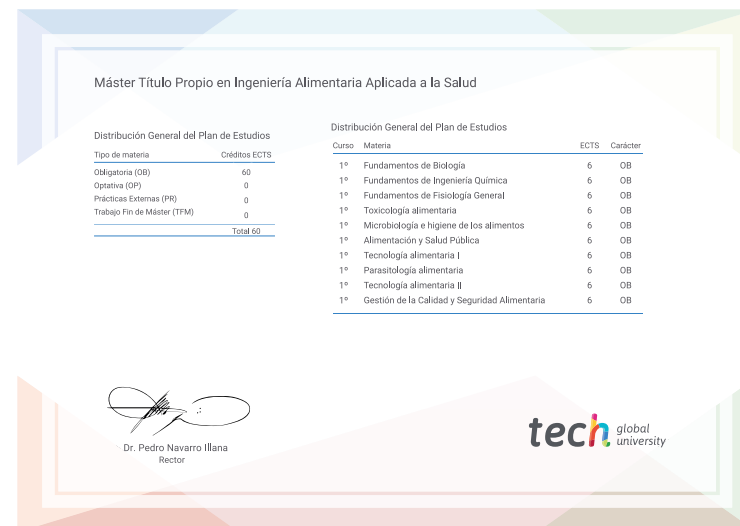 Máster Título Propio en Ingeniería Alimentaria Aplicada a la Salud
Distribución General del Plan de Estudios
Tipo de materia Créditos ECTS
Obligatoria (OB) 60
Optativa (OP) 0
Prácticas Externas (PR) 0
Trabajo Fin de Máster (TFM) 0
Total 60
Distribución General del Plan de Estudios
Curso Materia ECTS Carácter
1º Fundamentos de Biología 6 OB
1º Fundamentos de Ingeniería Química 6 OB
1º Fundamentos de Fisiología General 6 OB
1º Toxicología alimentaria 6 OB
1º Microbiología e higiene de los alimentos 6 OB
1º Alimentación y Salud Pública 6 OB
1º Tecnología alimentaria I 6 OB
1º Parasitología alimentaria 6 OB
1º Tecnología alimentaria II 6 OB
1º Gestión de la Calidad y Seguridad Alimentaria 6 OB
Dr. Pedro Navarro Illana
Rector
tech global
university